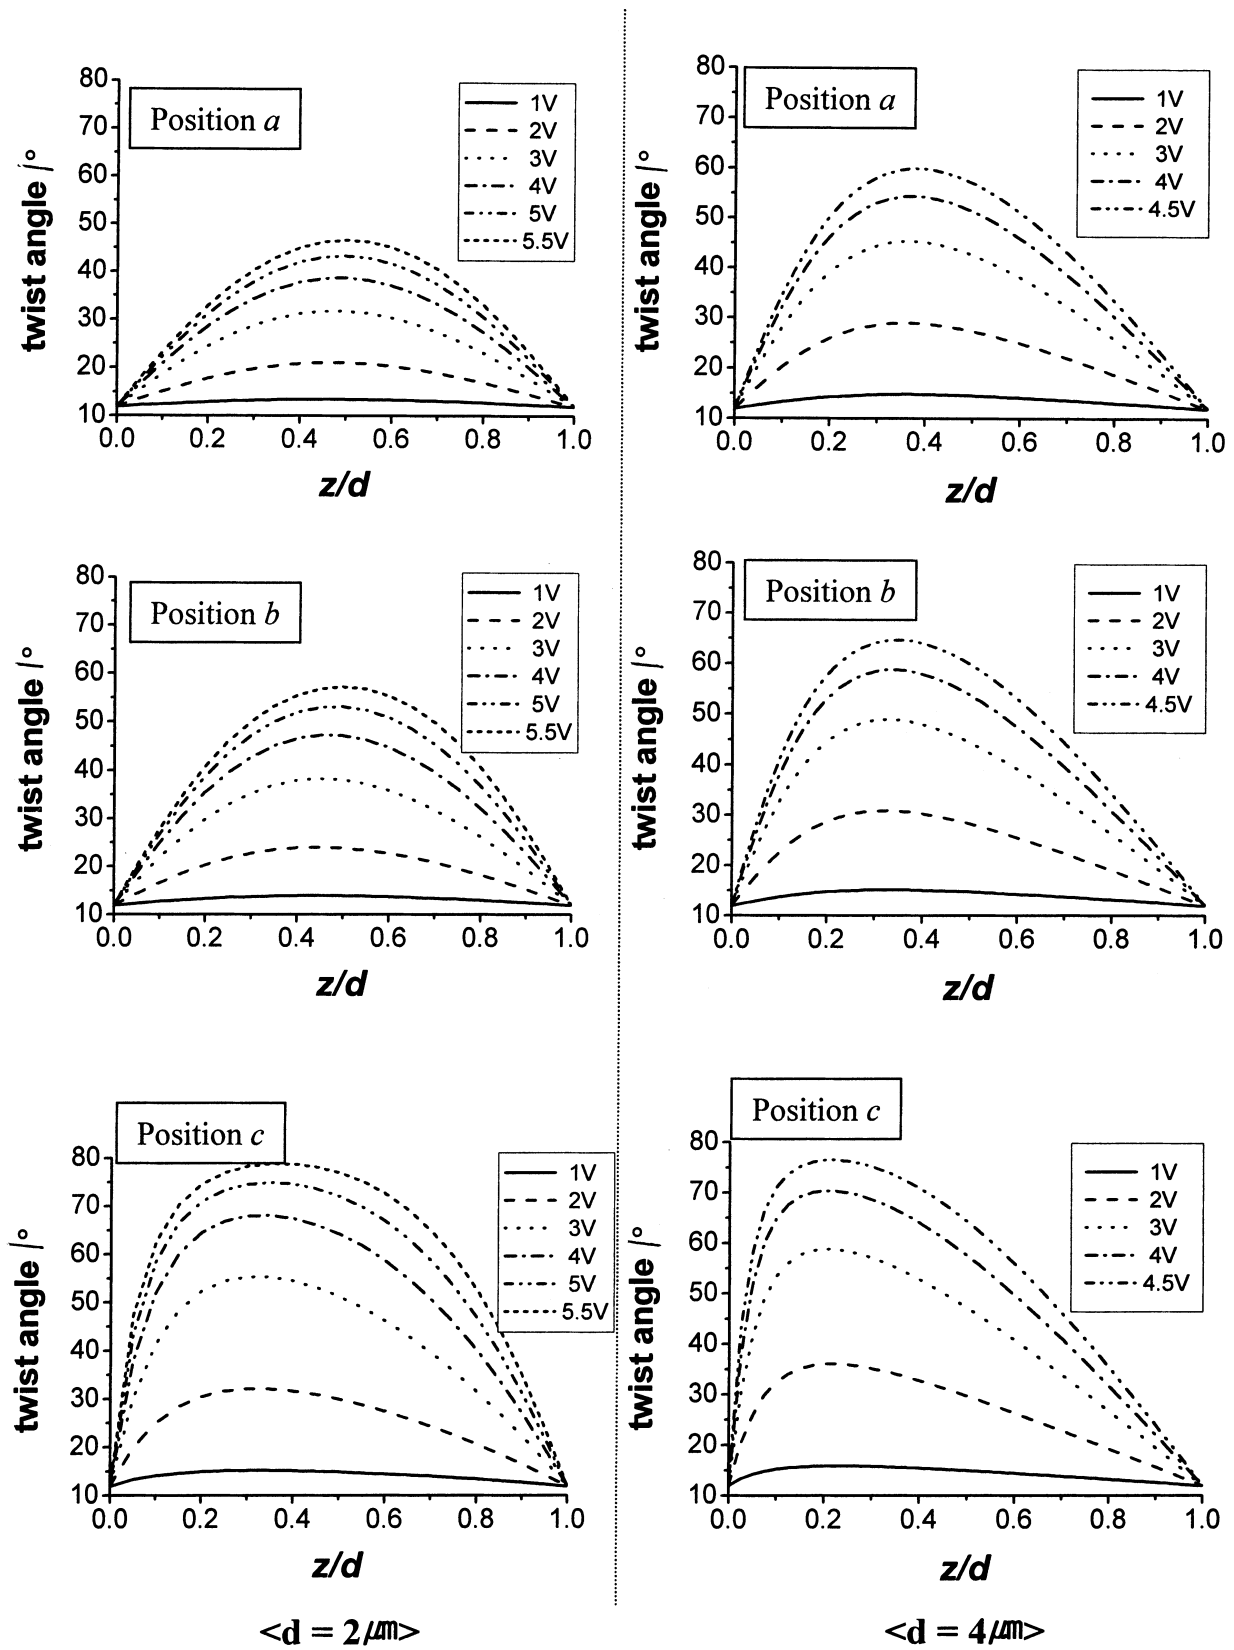 Position a
80
70
60
50
40
30
20
10
twist angle /°
1V
2V
3V
4V
5V
5.5V
0.0 0.2 0.4 0.6 0.8 1.0
z/d
Position a
80
70
60
50
40
30
20
10
twist angle /°
1V
2V
3V
4V
4.5V
0.0 0.2 0.4 0.6 0.8 1.0
z/d
Position b
80
70
60
50
40
30
20
10
twist angle /°
1V
2V
3V
4V
5V
5.5V
0.0 0.2 0.4 0.6 0.8 1.0
z/d
Position b
80
70
60
50
40
30
20
10
twist angle /°
1V
2V
3V
4V
4.5V
0.0 0.2 0.4 0.6 0.8 1.0
z/d
Position c
80
70
60
50
40
30
20
10
twist angle /°
1V
2V
3V
4V
5V
5.5V
0.0 0.2 0.4 0.6 0.8 1.0
z/d
Position c
80
70
60
50
40
30
20
10
twist angle /°
1V
2V
3V
4V
4.5V
0.0 0.2 0.4 0.6 0.8 1.0
z/d
<d = 2㎛>
<d = 4㎛>